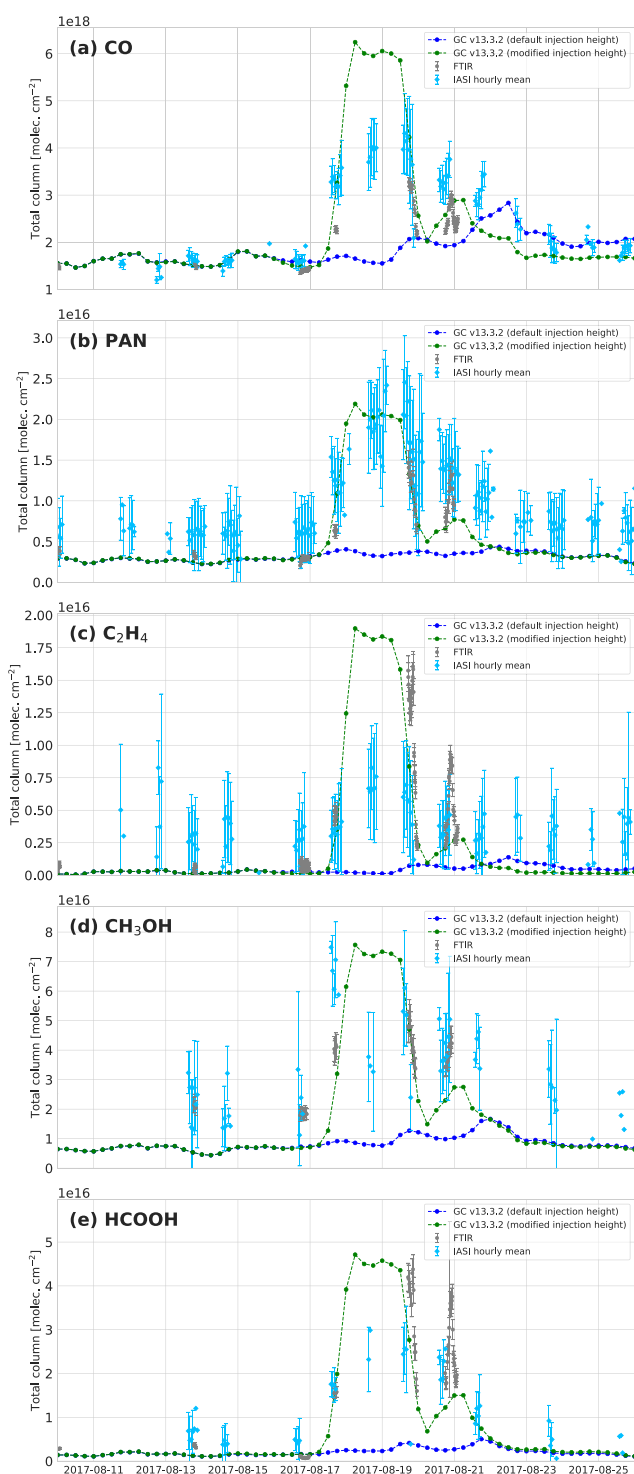 1e18
(a) CO
GC v13.3.2 (default injection height)
GC v13.3.2 (modified injection height)
FTIR
IASI hourly mean
Total column [molec. cm⁻²]
6
5
4
3
2
1
1e16
(b) PAN
GC v13.3.2 (default injection height)
GC v13.3.2 (modified injection height)
FTIR
IASI hourly mean
Total column [molec. cm⁻²]
3.0
2.5
2.0
1.5
1.0
0.5
0.0
1e16
(c) C₂H₄
GC v13.3.2 (default injection height)
GC v13.3.2 (modified injection height)
FTIR
IASI hourly mean
Total column [molec. cm⁻²]
2.00
1.75
1.50
1.25
1.00
0.75
0.50
0.25
0.00
1e16
(d) CH₃OH
GC v13.3.2 (default injection height)
GC v13.3.2 (modified injection height)
FTIR
IASI hourly mean
Total column [molec. cm⁻²]
8
7
6
5
4
3
2
1
0
1e16
(e) HCOOH
GC v13.3.2 (default injection height)
GC v13.3.2 (modified injection height)
FTIR
IASI hourly mean
Total column [molec. cm⁻²]
5
4
3
2
1
0
2017-08-11 2017-08-13 2017-08-15 2017-08-17 2017-08-19 2017-08-21 2017-08-23 2017-08-25